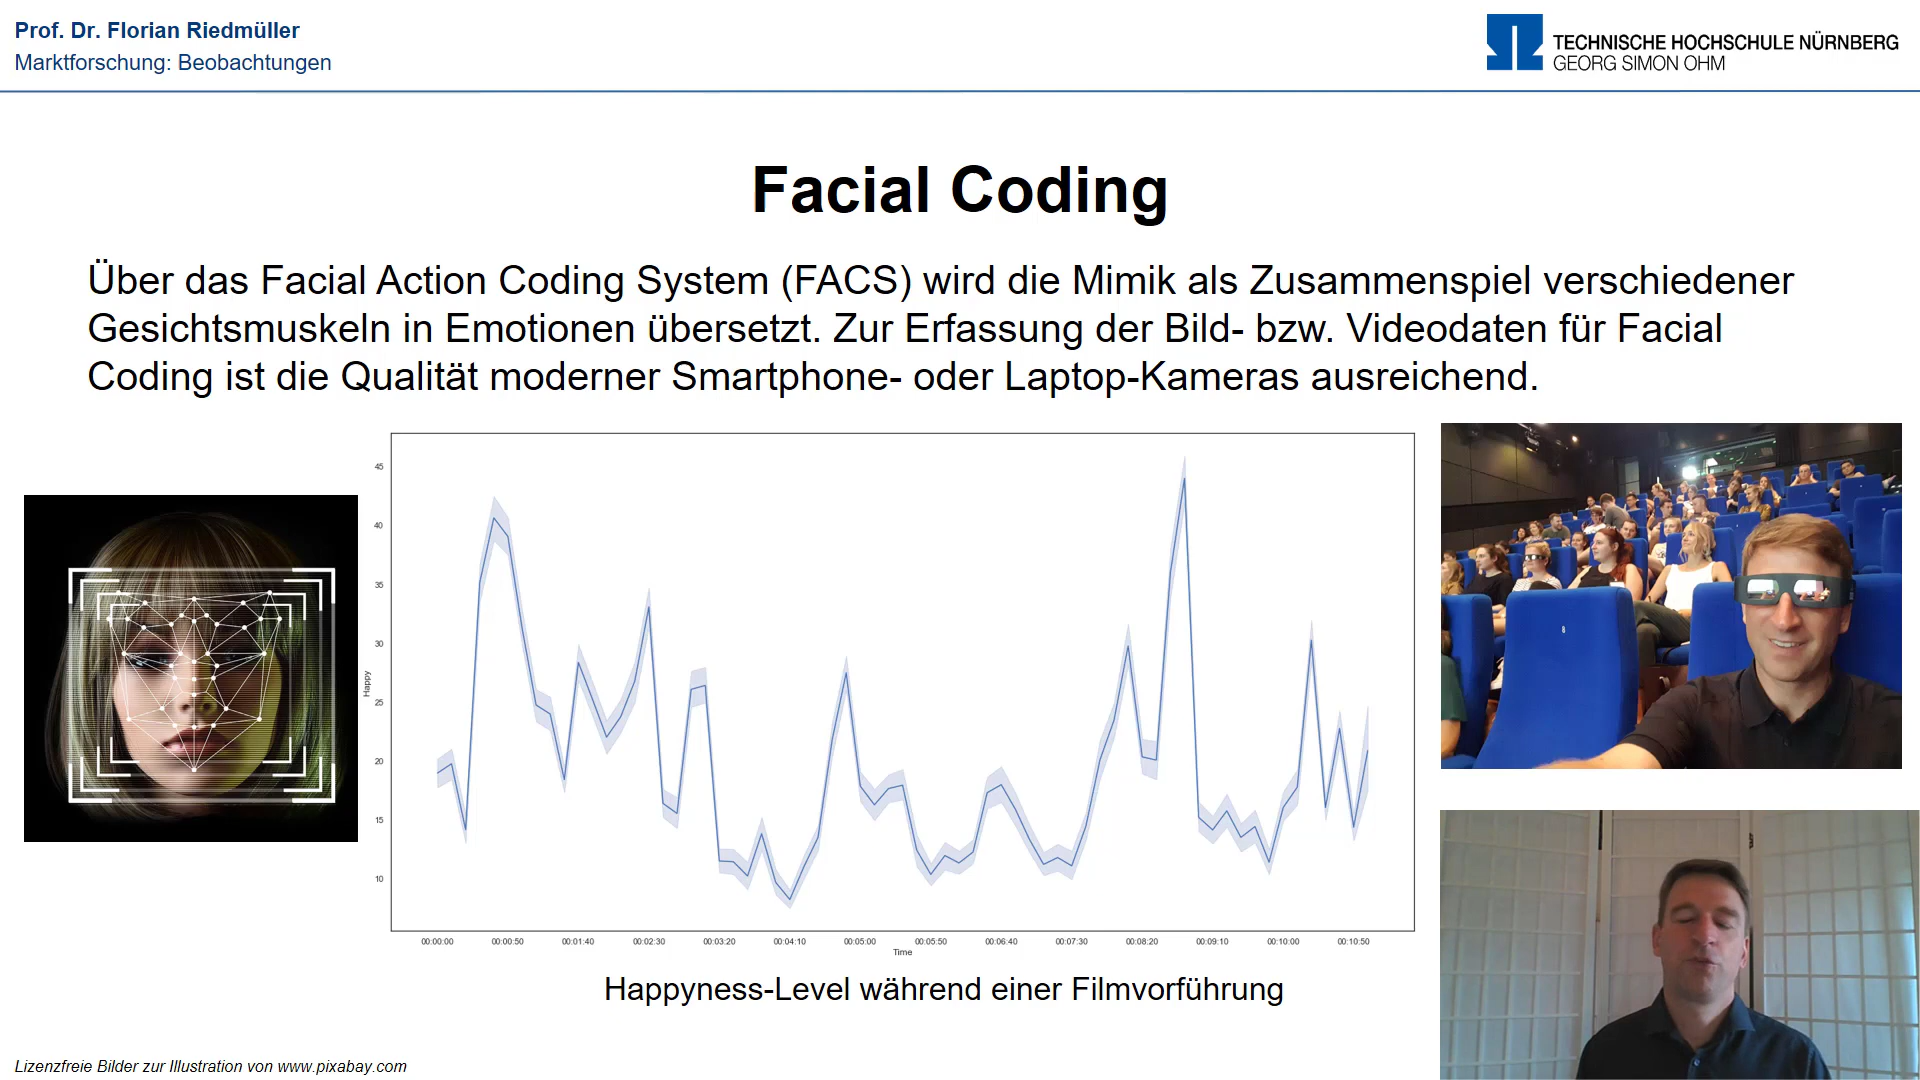 Prof. Dr. Florian Riedmüller
Marktforschung: Beobachtungen
TECHNISCHE HOCHSCHULE NÜRNBERG
GEORG SIMON OHM
Facial Coding
Über das Facial Action Coding System (FACS) wird die Mimik als Zusammenspiel verschiedener
Gesichtsmuskeln in Emotionen übersetzt. Zur Erfassung der Bild- bzw. Videodaten für Facial
Coding ist die Qualität moderner Smartphone- oder Laptop-Kameras ausreichend.
45
40
35
30
25
20
15
10
Happy
00:00:00 00:00:50 00:01:40 00:02:30 00:03:20 00:04:10 00:05:00 00:05:50 00:06:40 00:07:30 00:08:20 00:09:10 00:10:00 00:10:50
Time
8
Happyness-Level während einer Filmvorführung
Lizenzfreie Bilder zur Illustration von www.pixabay.com